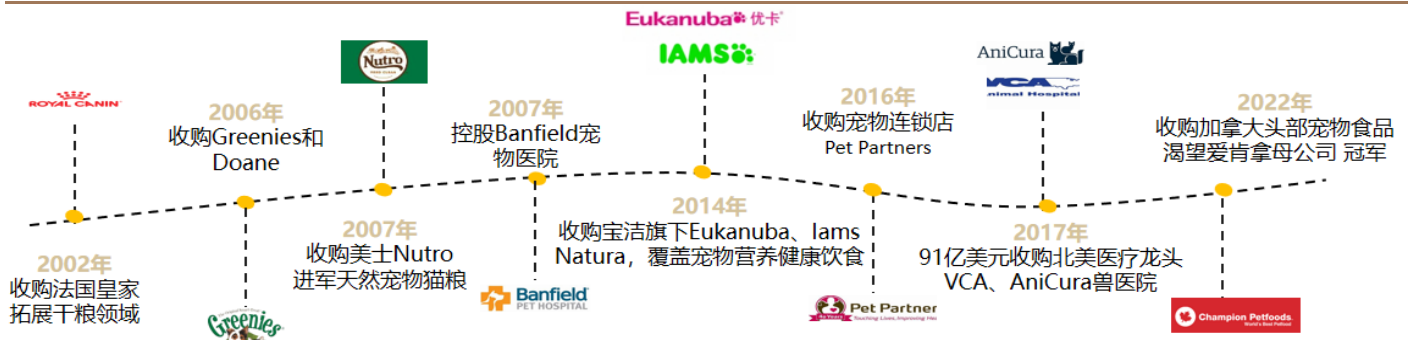 ROYAL CANIN
2002年
收购法国皇家
拓展干粮领域
2006年
收购Greenies和
Doane
Greenies
Nutro
2007年
收购美士Nutro
进军天然宠物猫粮
2007年
控股Banfield宠
物医院
Banfield
PET HOSPITAL
Eukanuba 优卡
IAMS
2014年
收购宝洁旗下Eukanuba、Iams
Natura，覆盖宠物营养健康饮食
2016年
收购宠物连锁店
Pet Partners
Pet Partner
AniCura
VCA
nimal Hospital
2017年
91亿美元收购北美医疗龙头
VCA、AniCura兽医院
2022年
收购加拿大头部宠物食品
渴望爱肯拿母公司 冠军
Champion Petfoods
World's Best Petfood